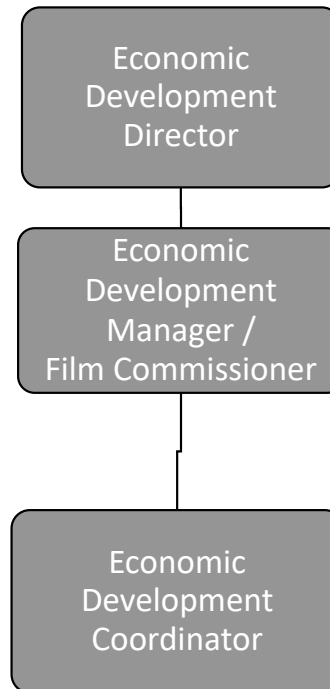 Economic
Development
Director
Economic
Development
Manager /
Film Commissioner
Economic
Development
Coordinator